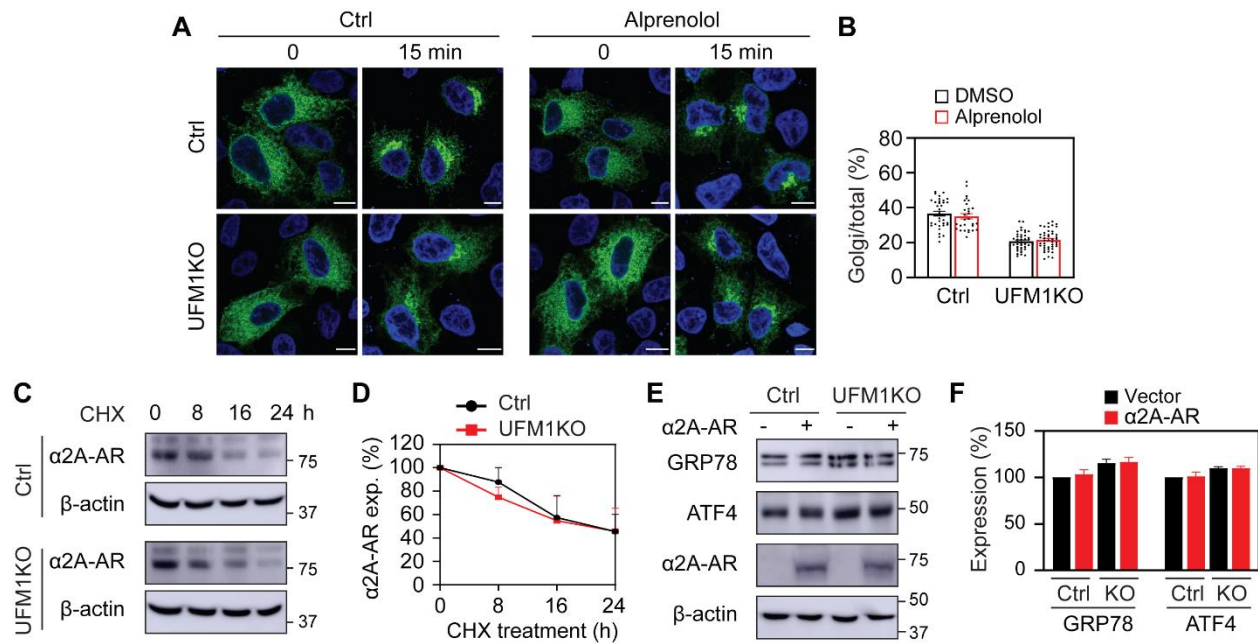 A
Ctrl
Alprenolol
0
15 min
0
15 min
Ctrl
UFM1KO
B
DMSO
Alprenolol
Golgi/total (%)
80
60
40
20
0
Ctrl
UFM1KO
C
CHX
0
8
16
24
h
Ctrl
α2A-AR
75
β-actin
37
UFM1KO
α2A-AR
75
β-actin
37
D
Ctrl
UFM1KO
α2A-AR exp. (%)
120
100
80
60
40
20
0
0
8
16
24
CHX treatment (h)
E
Ctrl
UFM1KO
α2A-AR
-
+
-
+
GRP78
75
ATF4
50
α2A-AR
75
50
β-actin
50
37
F
Vector
α2A-AR
Expression (%)
150
100
50
0
Ctrl
KO
Ctrl
KO
GRP78
ATF4